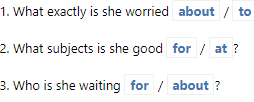 1. What exactly is she worried about / to
2. What subjects is she good for / at ?
3. Who is she waiting for / about ?